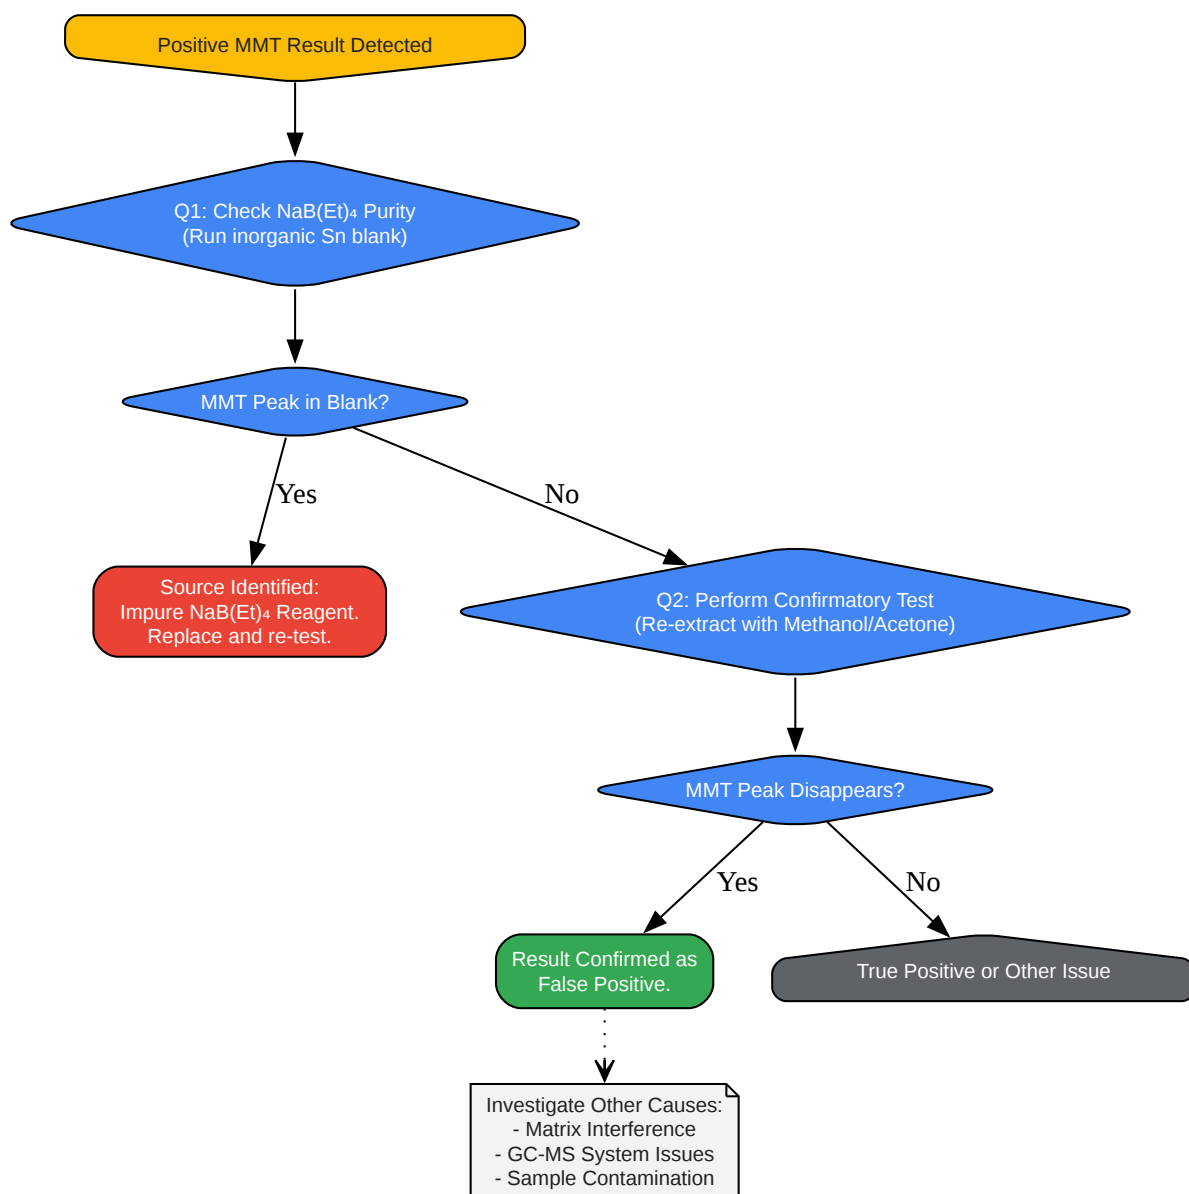 Positive MMT Result Detected
Q1: Check NaB(Et)₄ Purity
(Run inorganic Sn blank)
MMT Peak in Blank?
Yes
No
Source Identified:
Impure NaB(Et)₄ Reagent.
Replace and re-test.
Q2: Perform Confirmatory Test
(Re-extract with Methanol/Acetone)
MMT Peak Disappears?
Yes
No
Result Confirmed as
False Positive.
True Positive or Other Issue
Investigate Other Causes:
- Matrix Interference
- GC-MS System Issues
- Sample Contamination